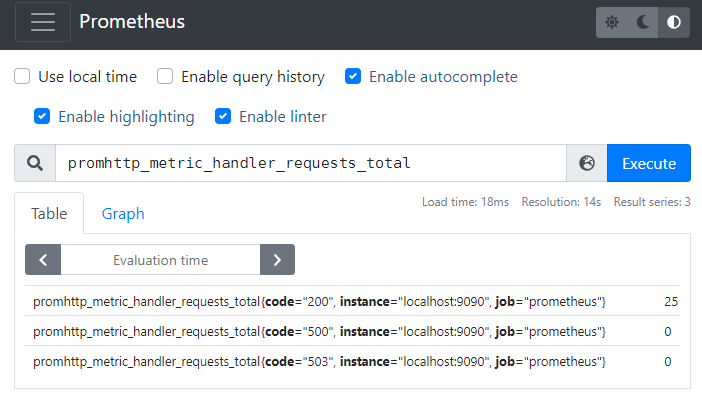 Prometheus
Use local time Enable query history Enable autocomplete
Enable highlighting Enable linter
promhttp_metric_handler_requests_total Execute
Table Graph Load time: 18ms Resolution: 14s Result series: 3
Evaluation time
promhttp_metric_handler_requests_total{code="200", instance="localhost:9090", job="prometheus"} 25
promhttp_metric_handler_requests_total{code="500", instance="localhost:9090", job="prometheus"} 0
promhttp_metric_handler_requests_total{code="503", instance="localhost:9090", job="prometheus"} 0